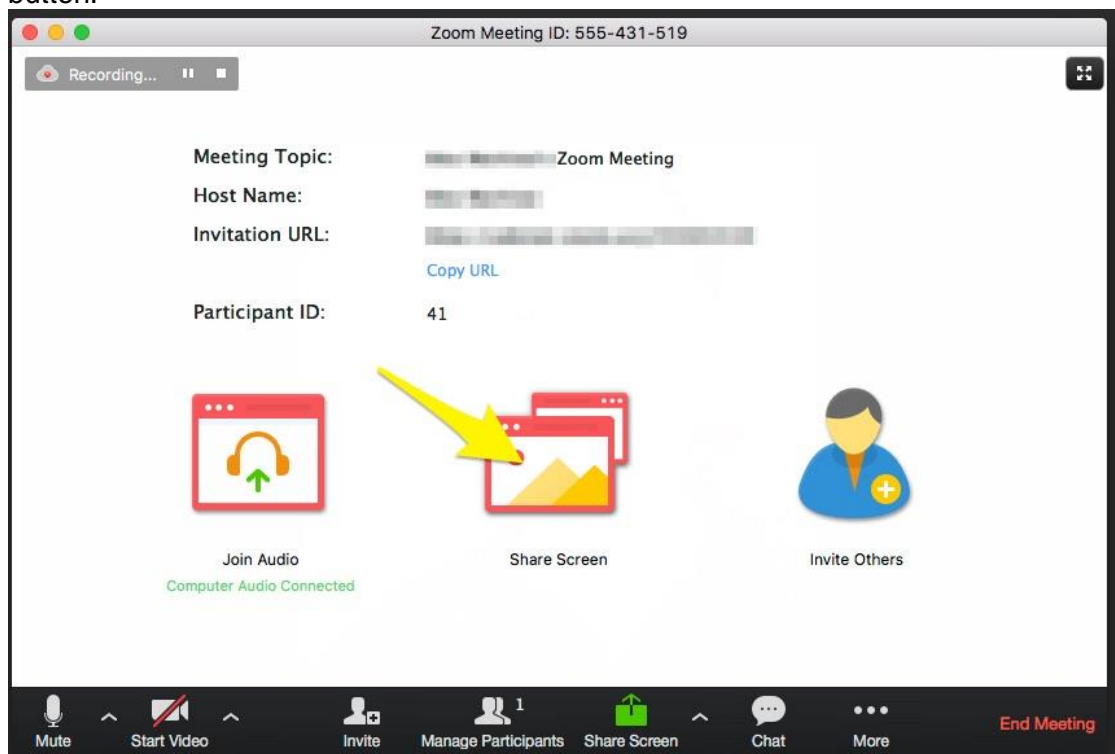 button.
Zoom Meeting ID: 555-431-519
Recording...
Meeting Topic: Zoom Meeting
Host Name:
Invitation URL:
Copy URL
Participant ID: 41
Join Audio Share Screen Invite Others
Computer Audio Connected
1
Mute Start Video Invite Manage Participants Share Screen Chat More End Meeting